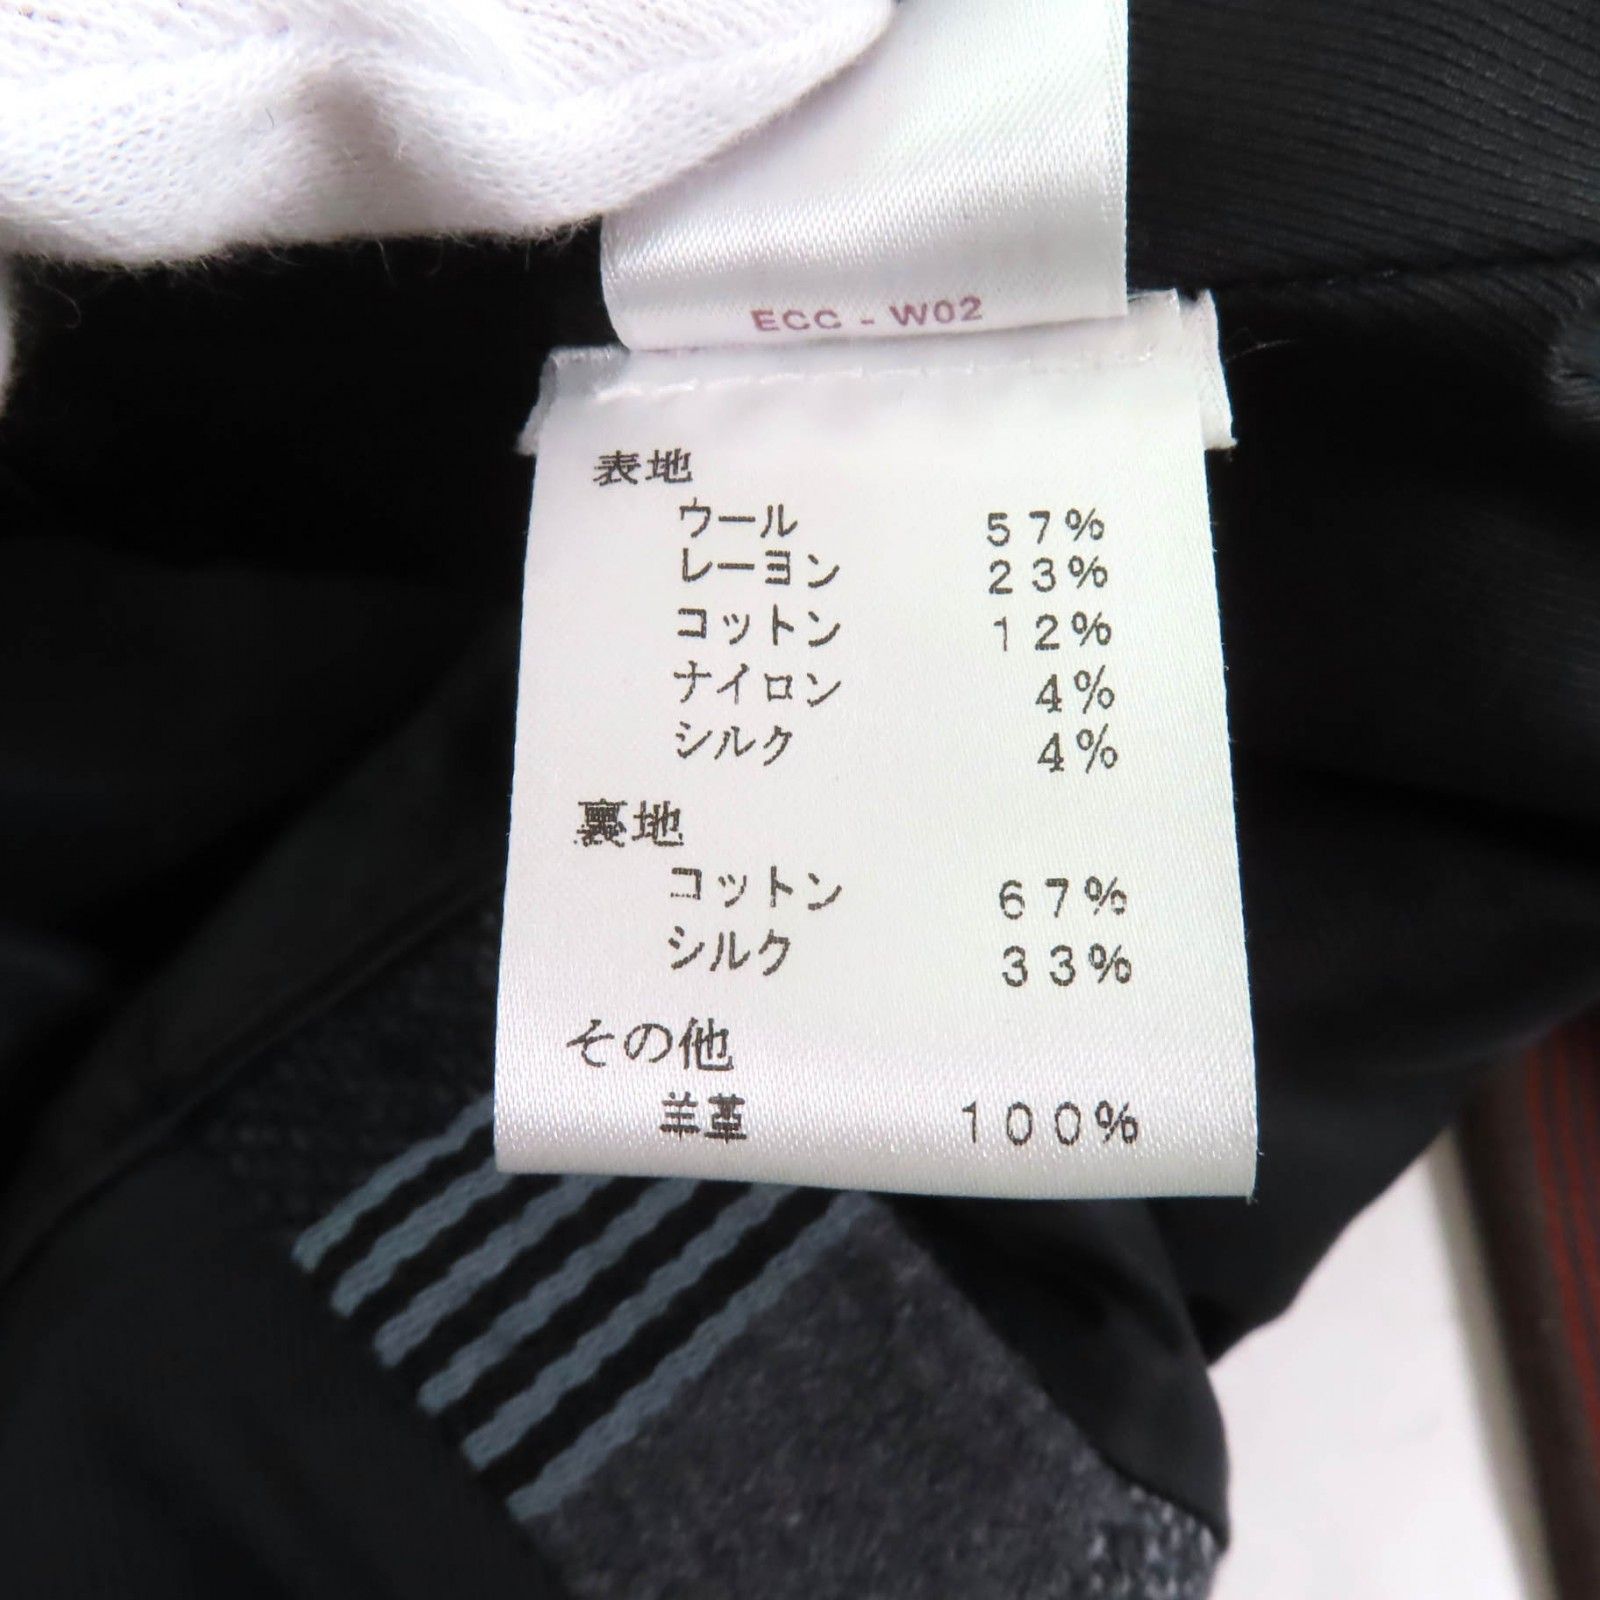 ECC - W02
表地
ウール 57%
レーヨン 23%
コットン 12%
ナイロン 4%
シルク 4%
裏地
コットン 67%
シルク 33%
その他
羊革 100%